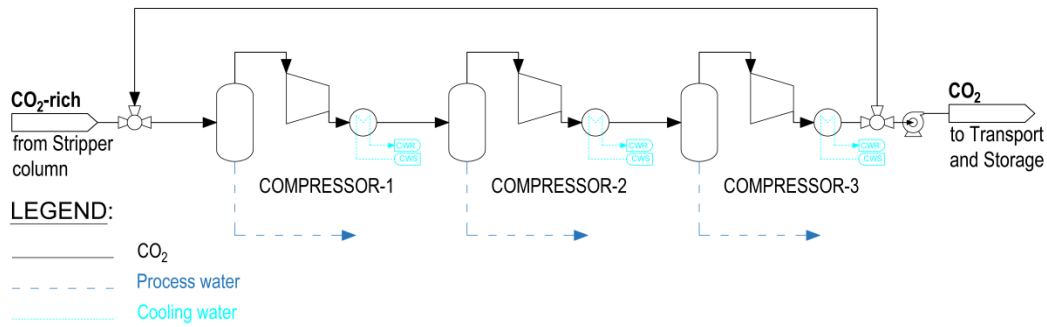 CO₂-rich
from Stripper
column
CWR
CWS
CWR
CWS
CWR
CWS
CO₂
to Transport
and Storage
COMPRESSOR-1
COMPRESSOR-2
COMPRESSOR-3
LEGEND:
CO₂
Process water
Cooling water